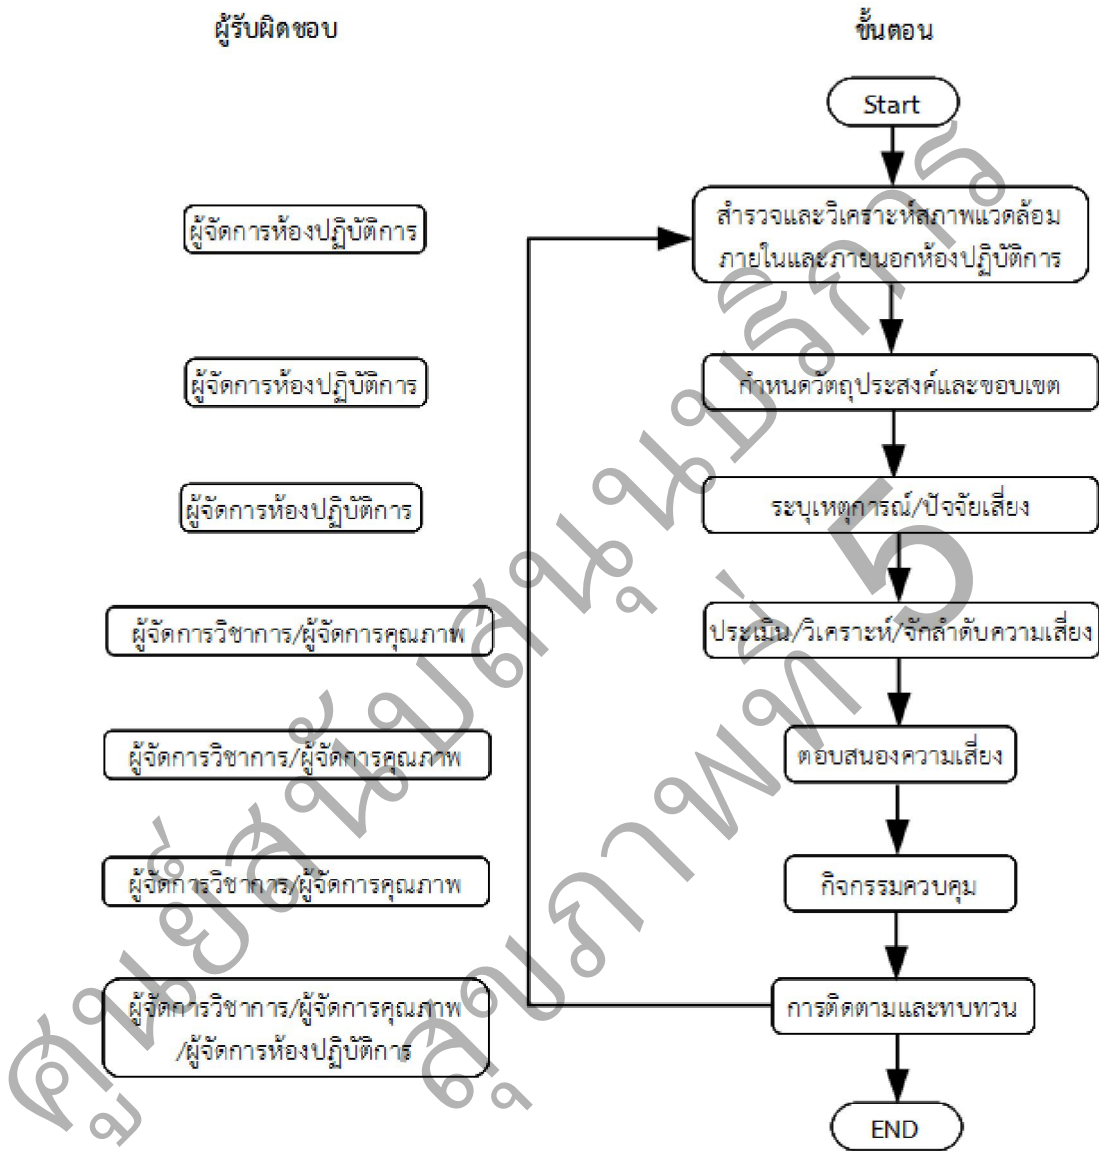 ผู้รับผิดชอบ ขั้นตอน
Start
ผู้จัดการห้องปฏิบัติการ
สำรวจและวิเคราะห์สภาพแวดล้อม
ภายในและภายนอกห้องปฏิบัติการ
ผู้จัดการห้องปฏิบัติการ กำหนดวัตถุประสงค์และขอบเขต
ผู้จัดการห้องปฏิบัติการ ระบุเหตุการณ์/ปัจจัยเสี่ยง
ผู้จัดการวิชาการ/ผู้จัดการคุณภาพ ประเมิน/วิเคราะห์/จักลำดับความเสี่ยง
ผู้จัดการวิชาการ/ผู้จัดการคุณภาพ ตอบสนองความเสี่ยง
ผู้จัดการวิชาการ/ผู้จัดการคุณภาพ กิจกรรมควบคุม
ผู้จัดการวิชาการ/ผู้จัดการคุณภาพ
/ผู้จัดการห้องปฏิบัติการ
การติดตามและทบทวน
END
ศูนย์สนับสนุนบริการ
สุขภาพที่ 5